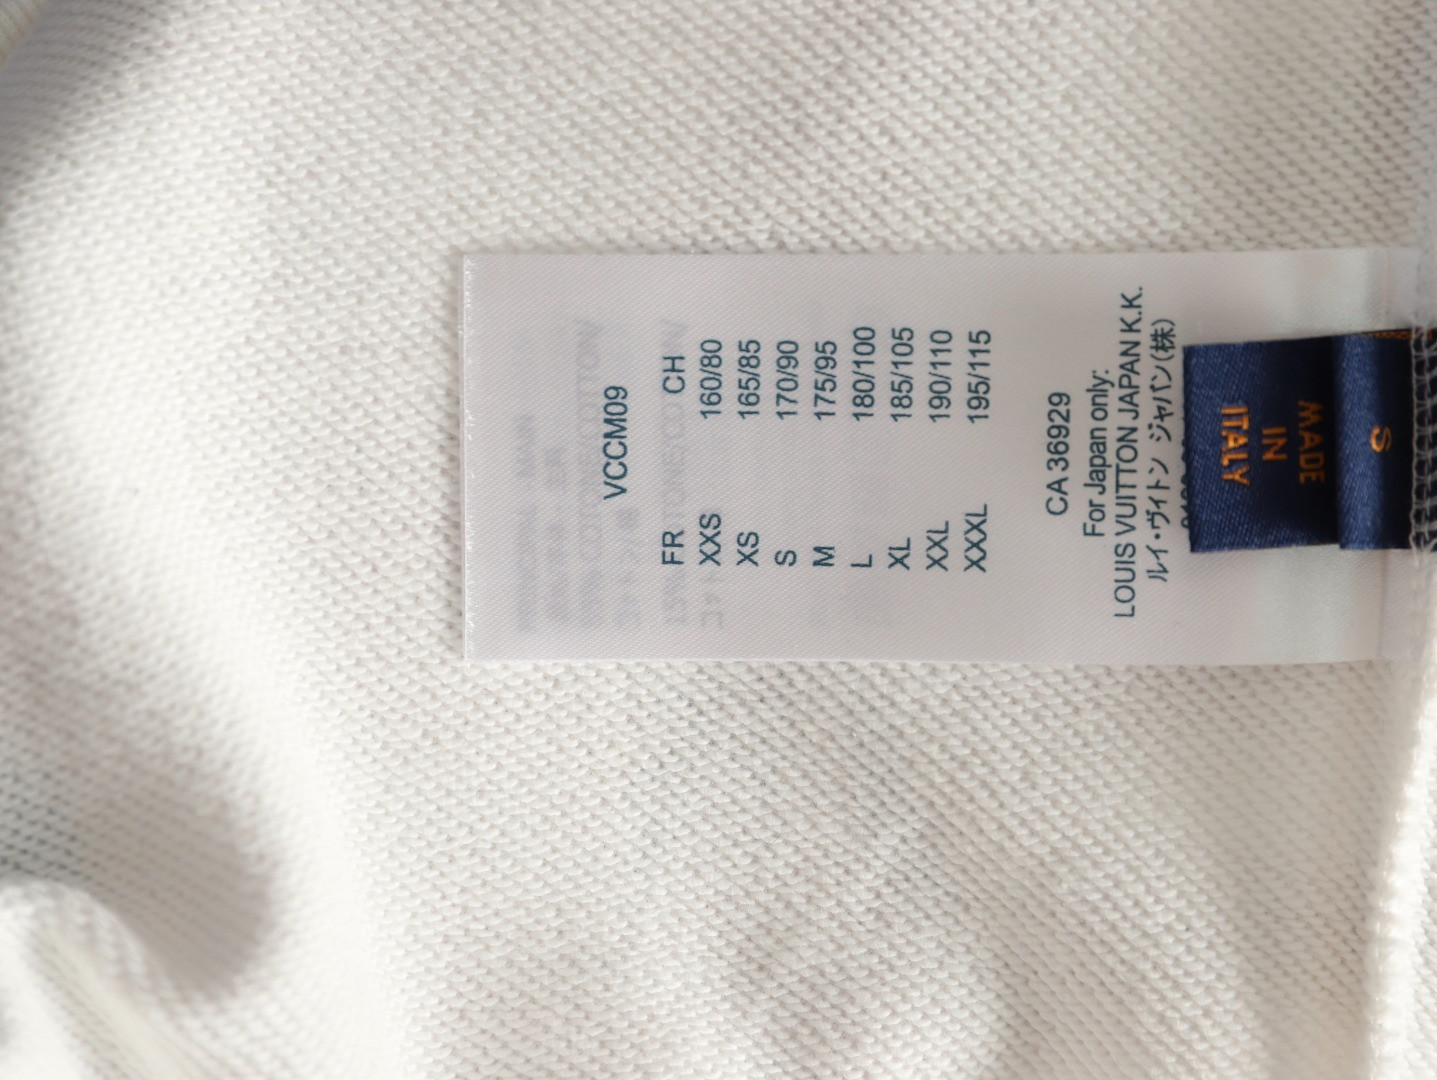 VCCM09
FR CH
XXS 160/80
XS 165/85
S 170/90
M 175/95
L 180/100
XL 185/105
XXL 190/110
XXXL 195/115
CA 36929
For Japan only:
LOUIS VUITTON JAPAN K.K.
ルイ・ヴィトン ジャパン(株)
S
MADE
IN
ITALY